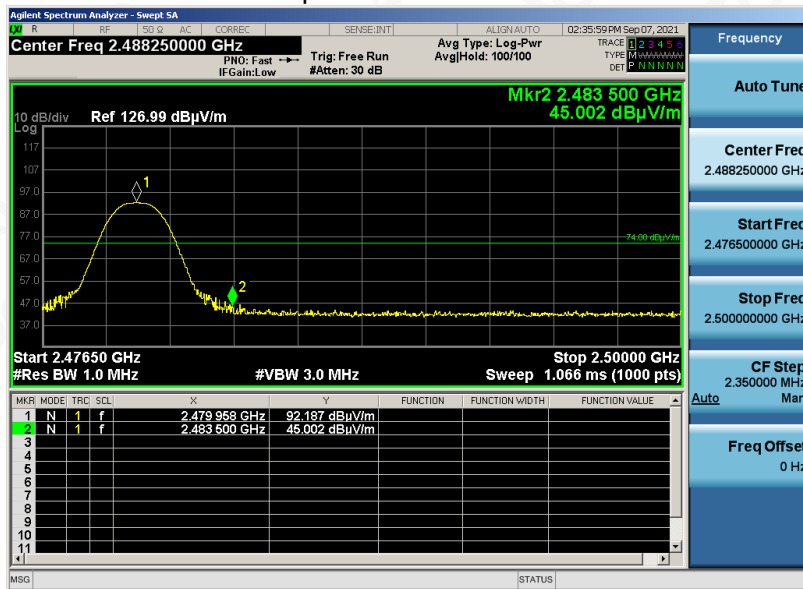 Agilent Spectrum Analyzer - Swept SA
LXI R RF 50 Ω AC CORREC SENSE:INT ALIGNAUTO 02:35:59 PM Sep 07, 2021
Center Freq 2.488250000 GHz
PNO: Fast
IFGain:Low
Trig: Free Run
#Atten: 30 dB
Avg Type: Log-Pwr
Avg|Hold: 100/100
TRACE 1 2 3 4 5 6
TYPE M
DET P N N N N N
Mkr2 2.483 500 GHz
45.002 dBµV/m
10 dB/div Ref 126.99 dBµV/m
Log
117
107
97.0
87.0
77.0
67.0
57.0
47.0
37.0
1
2
74.00 dBµV/m
Start 2.47650 GHz Stop 2.50000 GHz
#Res BW 1.0 MHz #VBW 3.0 MHz Sweep 1.066 ms (1000 pts)
MKR MODE TRC SCL X Y FUNCTION FUNCTION WIDTH FUNCTION VALUE
1 N 1 f 2.479 958 GHz 92.187 dBµV/m
2 N 1 f 2.483 500 GHz 45.002 dBµV/m
3
4
5
6
7
8
9
10
11
MSG STATUS
Frequency
Auto Tune
Center Freq
2.488250000 GHz
Start Freq
2.476500000 GHz
Stop Freq
2.500000000 GHz
CF Step
2.350000 MHz
Auto Man
Freq Offset
0 Hz